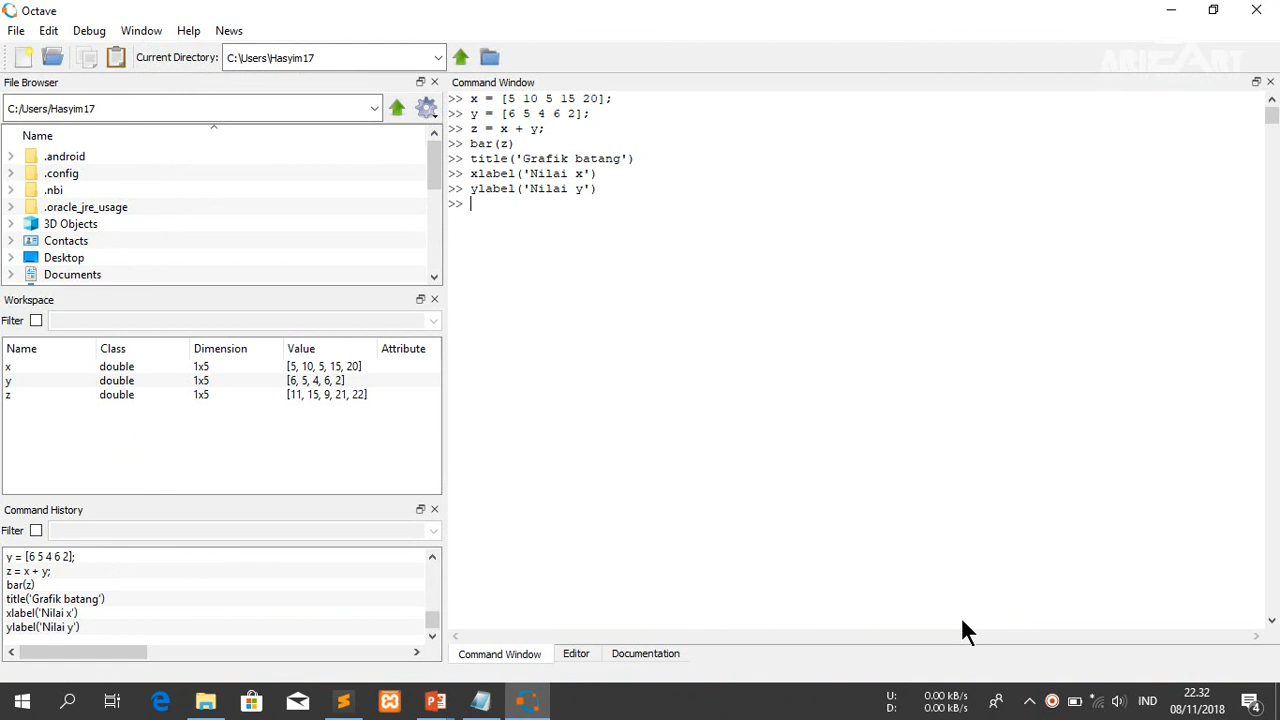 Octave
File Edit Debug Window Help News
Current Directory: C:\Users\Hasyim17
ABIEART
File Browser
C:/Users/Hasyim17
Name
.android
.config
.nbi
.oracle_jre_usage
3D Objects
Contacts
Desktop
Documents
Workspace
Filter
Name Class Dimension Value Attribute
x double 1x5 [5, 10, 5, 15, 20]
y double 1x5 [6, 5, 4, 6, 2]
z double 1x5 [11, 15, 9, 21, 22]
Command History
Filter
y = [6 5 4 6 2];
z = x + y;
bar(z)
title('Grafik batang')
xlabel('Nilai x')
ylabel('Nilai y')
Command Window
>> x = [5 10 5 15 20];
>> y = [6 5 4 6 2];
>> z = x + y;
>> bar(z)
>> title('Grafik batang')
>> xlabel('Nilai x')
>> ylabel('Nilai y')
>>
Command Window Editor Documentation
U: 0.00 kB/s
D: 0.00 kB/s
IND
22.32
08/11/2018
4